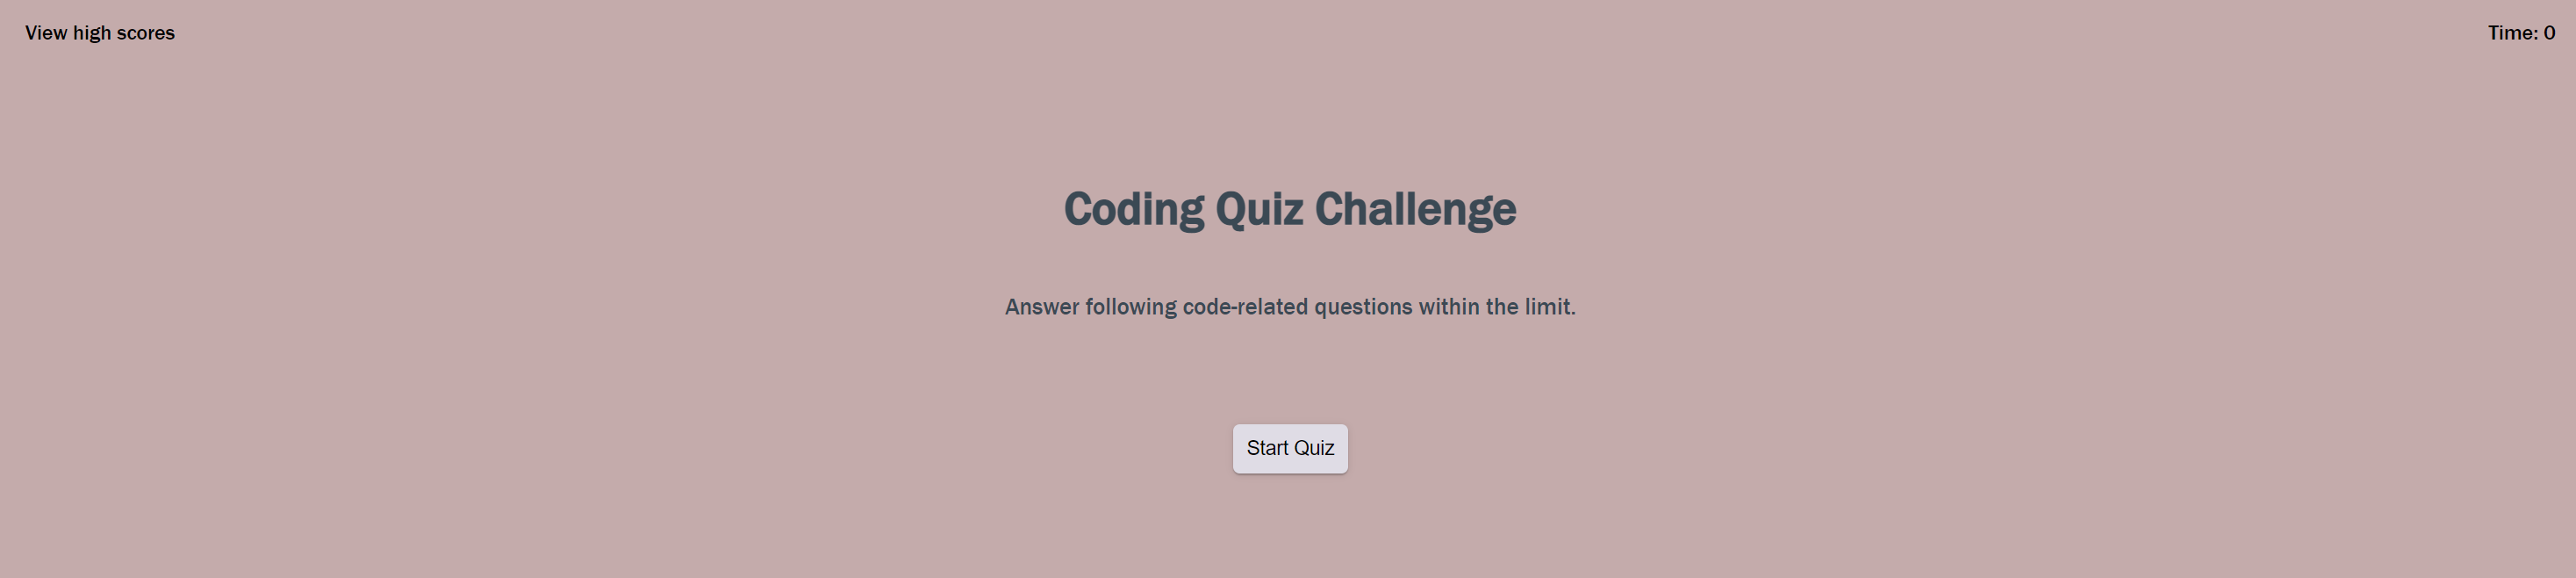 View high scores
Time: 0
Coding Quiz Challenge
Answer following code-related questions within the limit.
Start Quiz